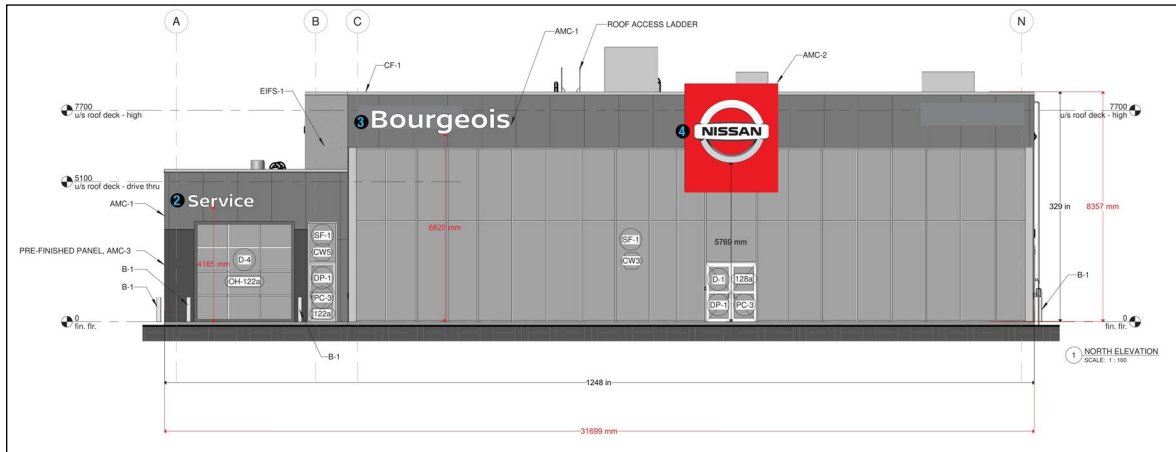 A
B
C
N
ROOF ACCESS LADDER
AMC-1
AMC-2
CF-1
EIFS-1
7700
u/s roof deck - high
7700
u/s roof deck - high
3 Bourgeois
4 NISSAN
5100
u/s roof deck - drive thru
AMC-1
2 Service
PRE-FINISHED PANEL, AMC-3
B-1
B-1
4165 mm
D-4
OH-122a
SF-1
CW5
DP-1
PC-3
122a
6820 mm
SF-1
CW3
5769 mm
D-1
128a
DP-1
PC-3
329 in
8357 mm
B-1
0
fin. flr.
0
fin. flr.
B-1
1 NORTH ELEVATION
SCALE: 1 : 100
1248 in
31699 mm